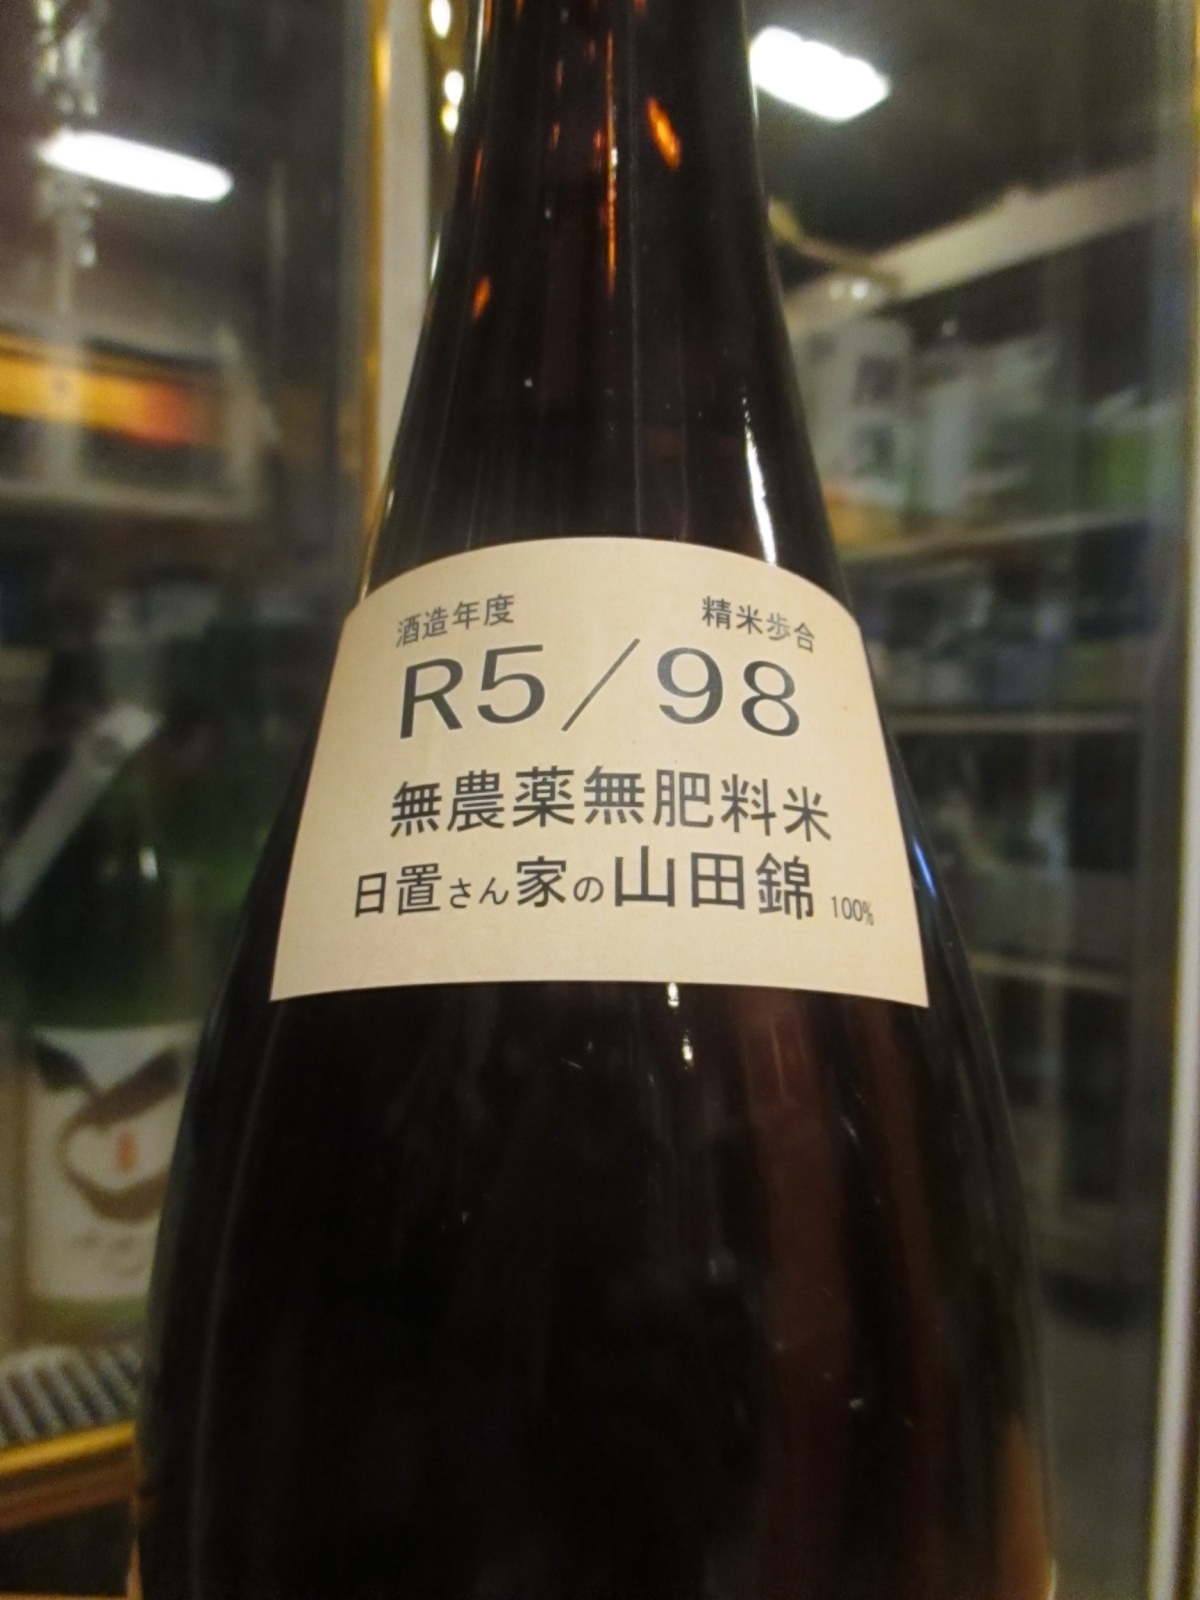 酒造年度 精米歩合
R5／98
無農薬無肥料米
日置さん家の山田錦 100%